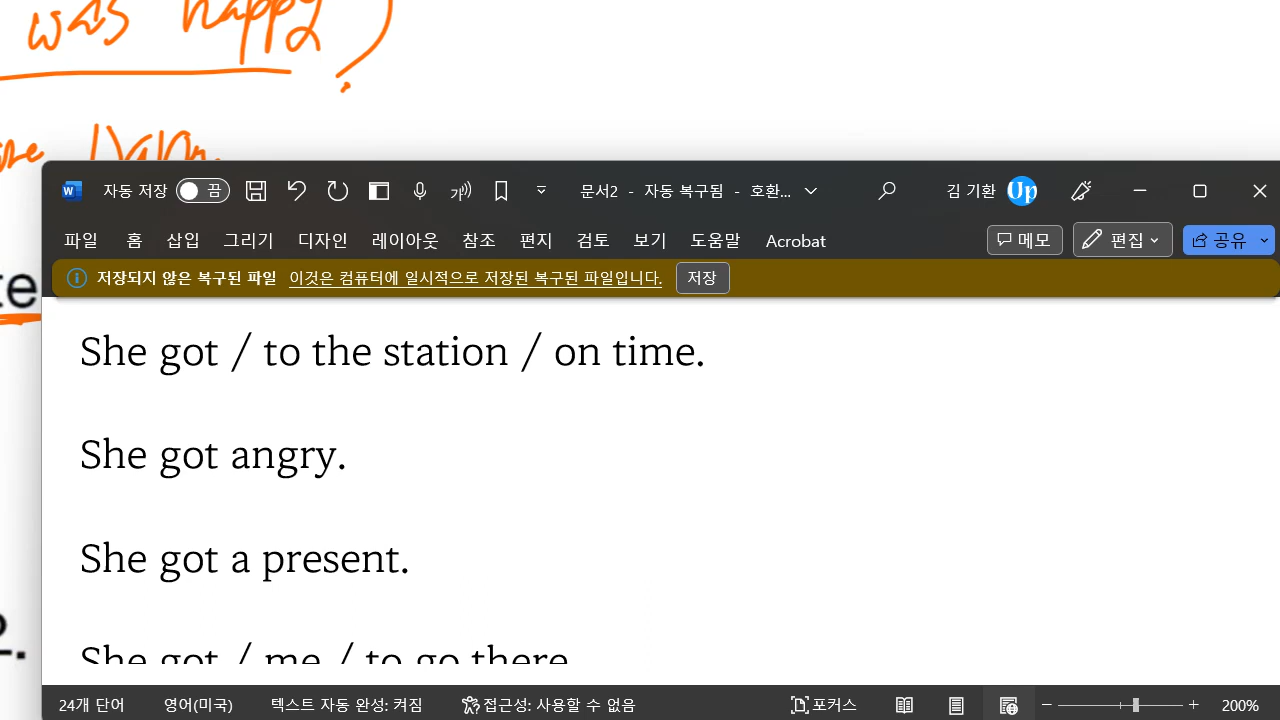 was happy)?
자동 저장 끔 문서2 - 자동 복구됨 - 호환... 김 기환 Up
파일 홈 삽입 그리기 디자인 레이아웃 참조 편지 검토 보기 도움말 Acrobat 메모 편집 공유
저장되지 않은 복구된 파일 이것은 컴퓨터에 일시적으로 저장된 복구된 파일입니다. 저장
She got / to the station / on time.
She got angry.
She got a present.
She got / me / to go there
24개 단어 영어(미국) 텍스트 자동 완성: 켜짐 접근성: 사용할 수 없음 포커스 200%